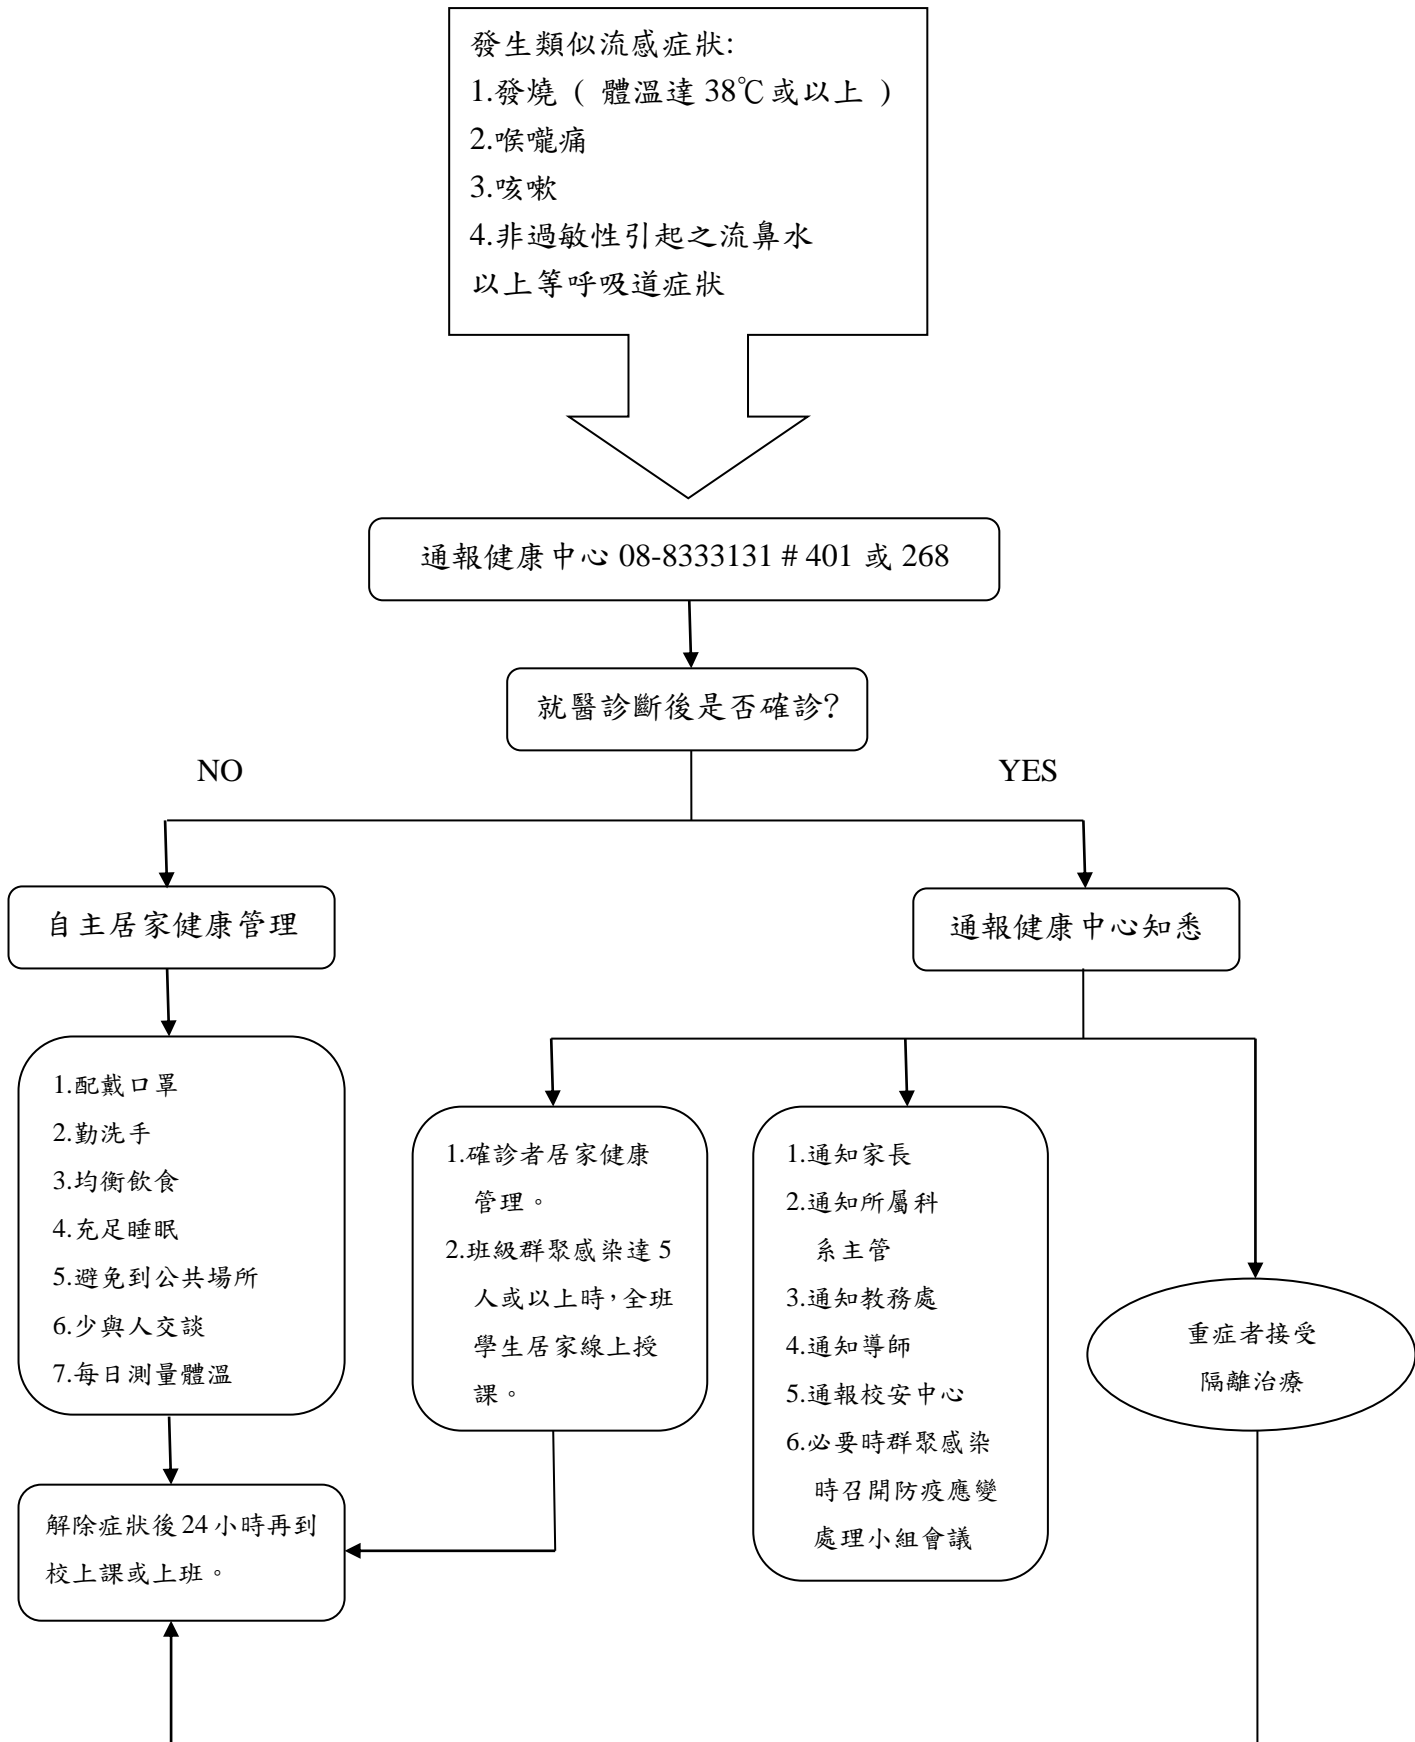 發生類似流感症狀:
1.發燒 ( 體溫達 38℃或以上 )
2.喉嚨痛
3.咳嗽
4.非過敏性引起之流鼻水
以上等呼吸道症狀
通報健康中心 08-8333131 # 401 或 268
就醫診斷後是否確診?
NO
YES
自主居家健康管理
通報健康中心知悉
1.配戴口罩
2.勤洗手
3.均衡飲食
4.充足睡眠
5.避免到公共場所
6.少與人交談
7.每日測量體溫
1.確診者居家健康
管理。
2.班級群聚感染達 5
人或以上時,全班
學生居家線上授
課。
1.通知家長
2.通知所屬科
系主管
3.通知教務處
4.通知導師
5.通報校安中心
6.必要時群聚感染
時召開防疫應變
處理小組會議
重症者接受
隔離治療
解除症狀後 24 小時再到
校上課或上班。